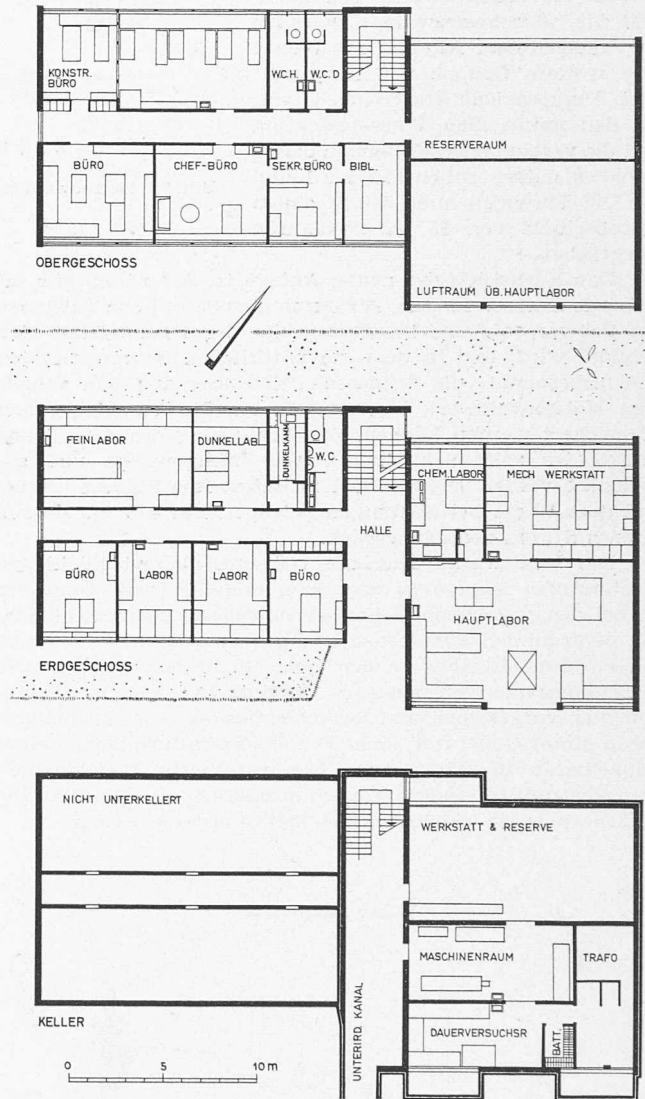 KONSTR.
BÜRO
W.C.H.
W.C.D
RESERVERAUM
BÜRO
CHEF-BÜRO
SEKR.BÜRO
BIBL.
OBERGESCHOSS
LUFTRAUM ÜB.HAUPTLABOR
FEINLABOR
DUNKELLAB.
DUNKELKAMM.
W.C.
CHEM.LABOR
MECH WERKSTATT
HALLE
BÜRO
LABOR
LABOR
BÜRO
HAUPTLABOR
ERDGESCHOSS
NICHT UNTERKELLERT
WERKSTATT & RESERVE
MASCHINENRAUM
TRAFO
UNTERIRD. KANAL
DAUERVERSUCHSR
BATT.
KELLER
0 5 10 m